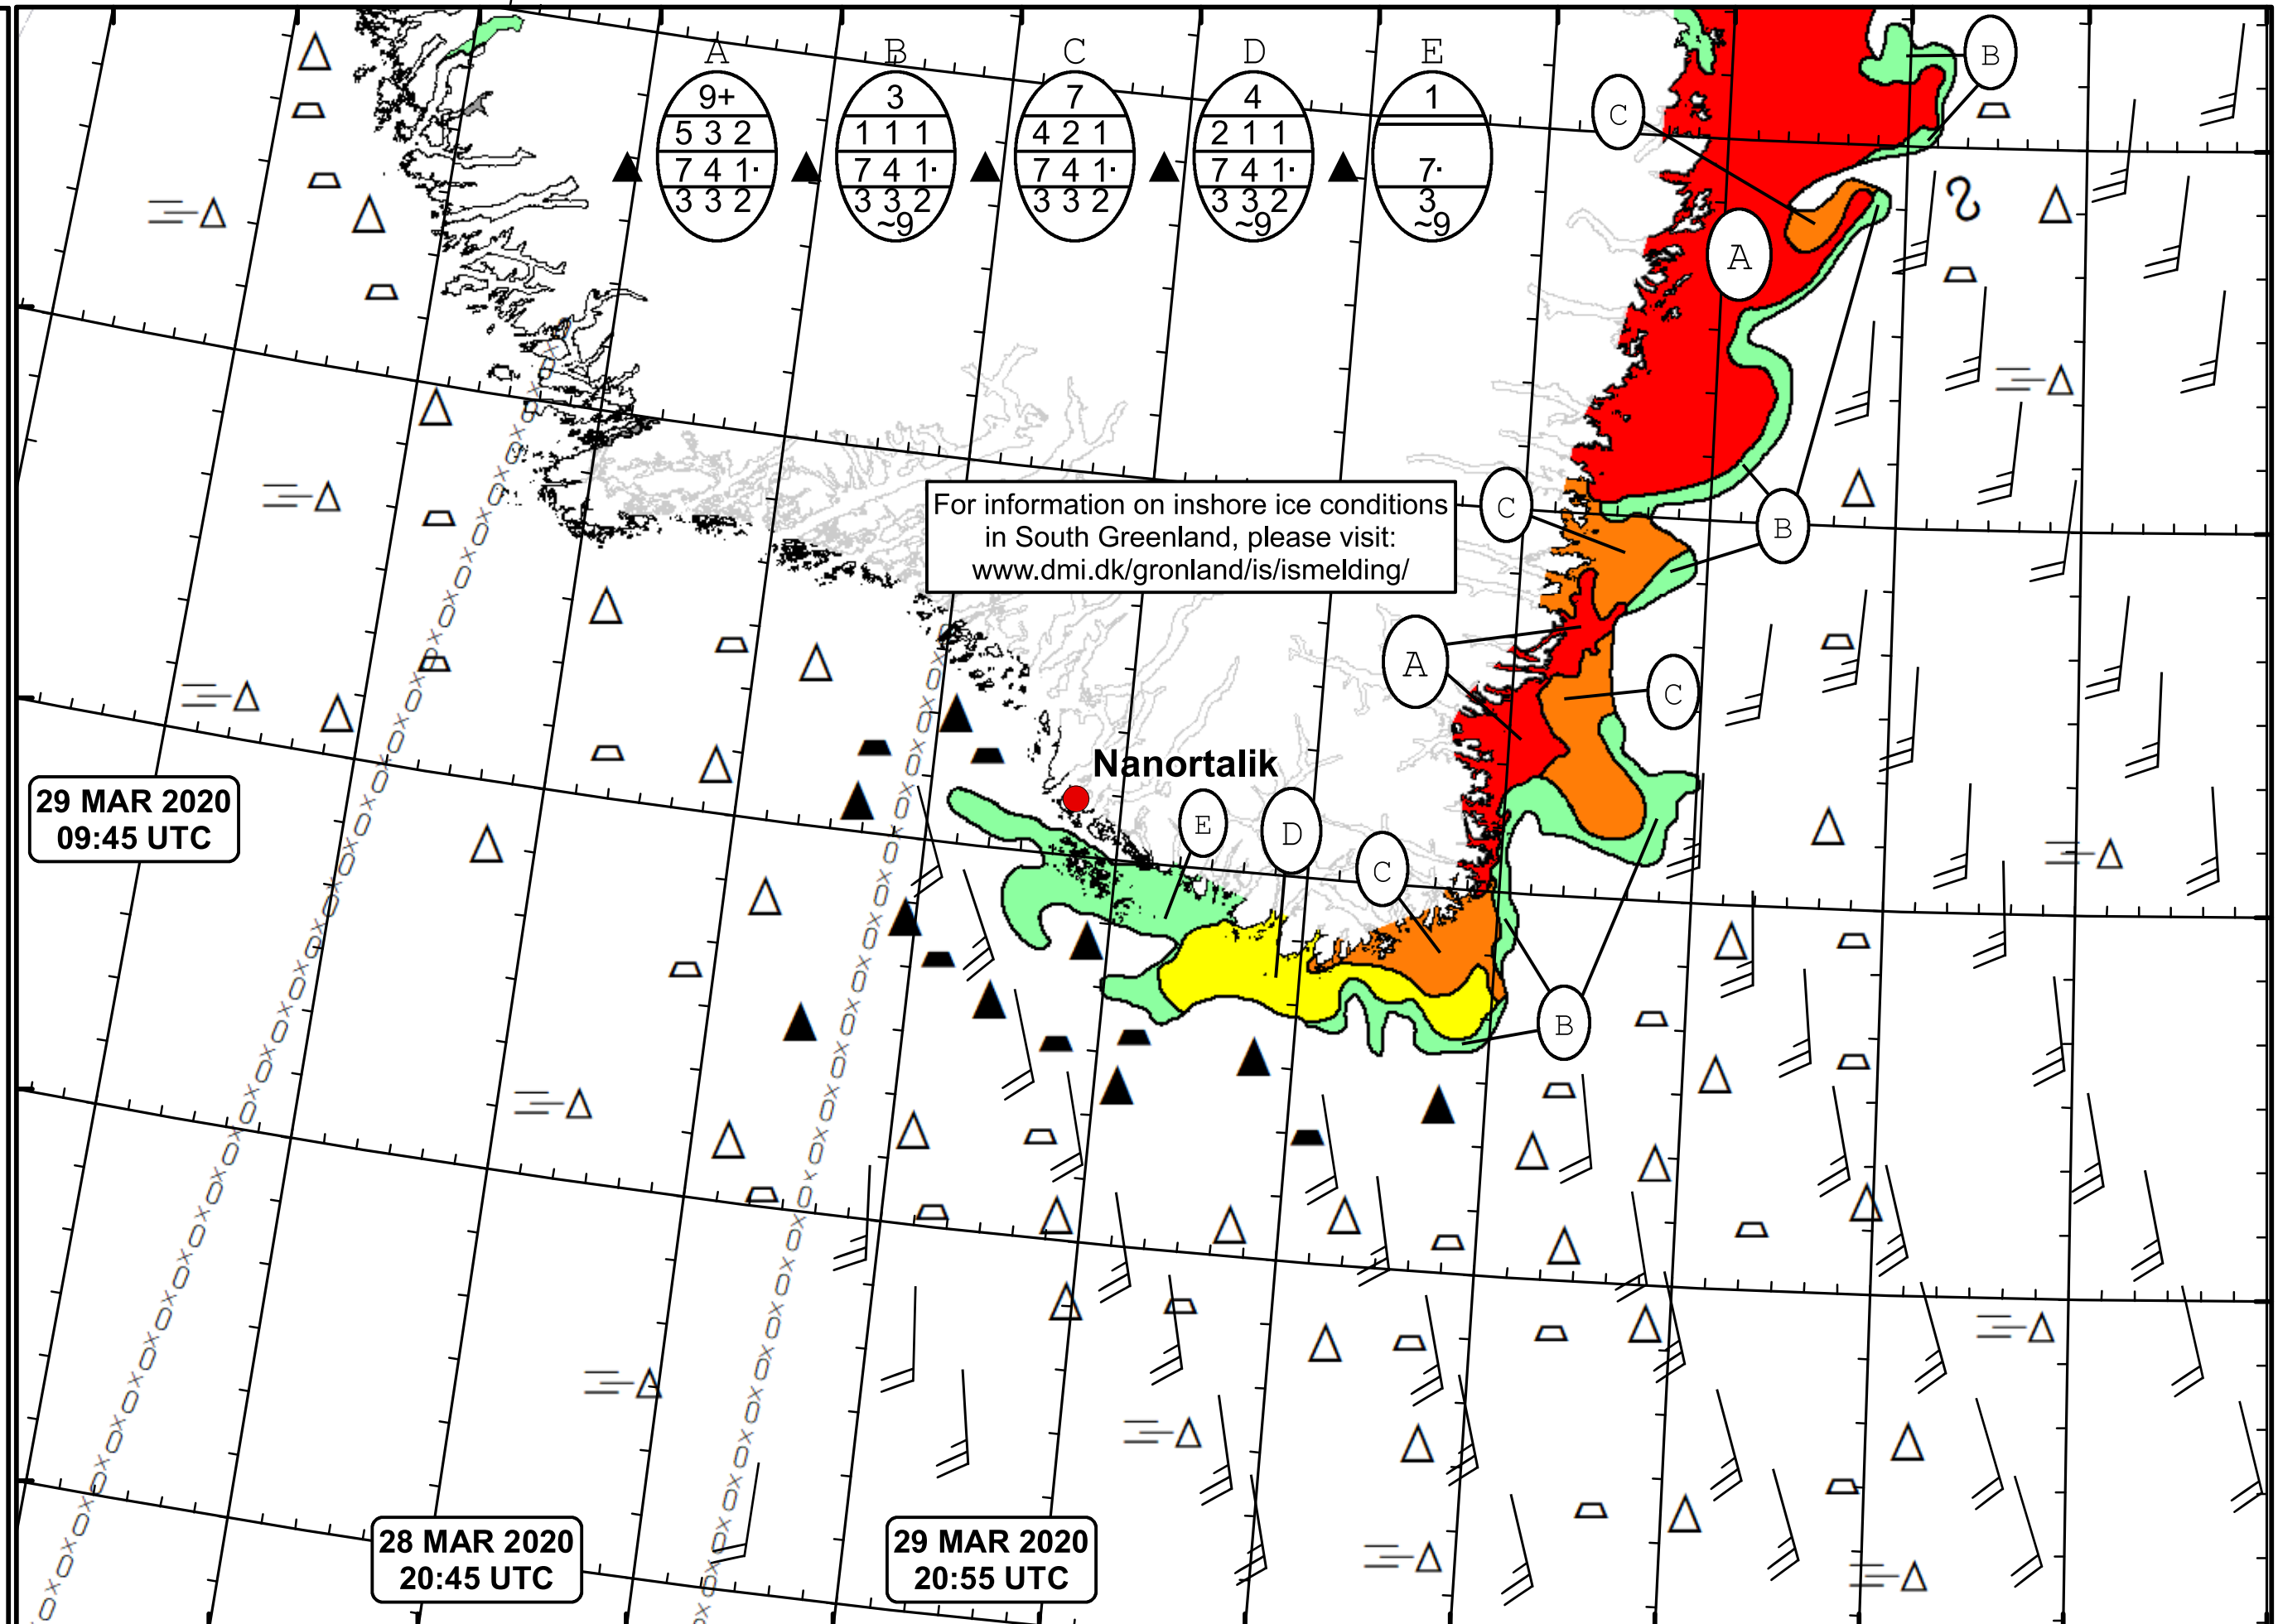 A B C D E
9+ 3 7 4 1
5 3 2 1 1 1 4 2 1 2 1 1
7 4 1· 7 4 1· 7 4 1· 7 4 1· 7·
3 3 2 3 3 2 3 3 2 3 3 2 3
~9 ~9 ~9
B
C
A
For information on inshore ice conditions
in South Greenland, please visit:
www.dmi.dk/gronland/is/ismelding/
C
B
A
C
Nanortalik
29 MAR 2020
09:45 UTC
E
D
C
B
28 MAR 2020
20:45 UTC
29 MAR 2020
20:55 UTC